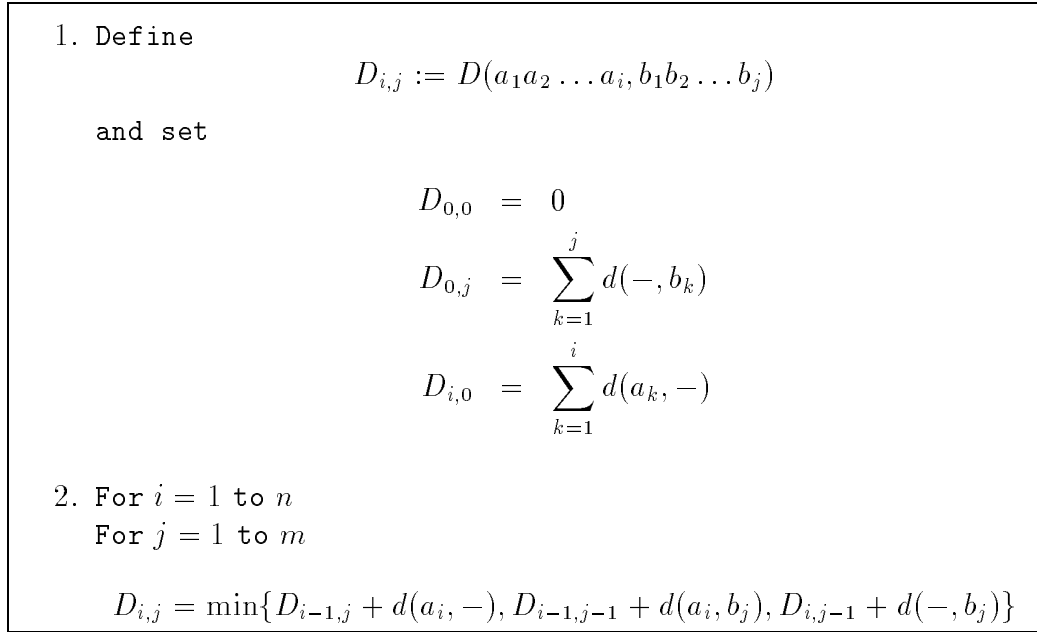 1. Define
D_{i,j} := D(a_1 a_2 … a_i, b_1 b_2 … b_j)
and set
D_{0,0} = 0
D_{0,j} = \sum_{k=1}^{j} d(−, b_k)
D_{i,0} = \sum_{k=1}^{i} d(a_k, −)
2. For i = 1 to n
For j = 1 to m
D_{i,j} = min{D_{i−1,j} + d(a_i, −), D_{i−1,j−1} + d(a_i, b_j), D_{i,j−1} + d(−, b_j)}